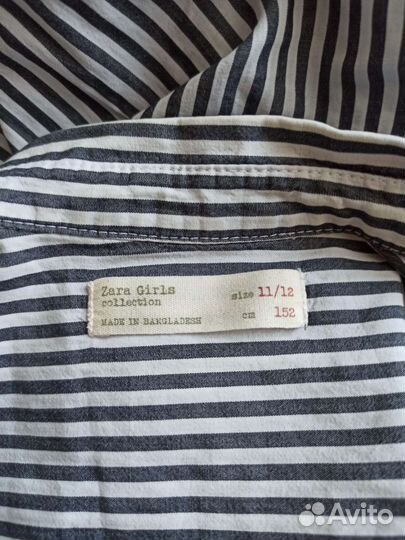 Zara Girls
collection
size 11/12
MADE IN BANGLADESH
cm 152
Avito